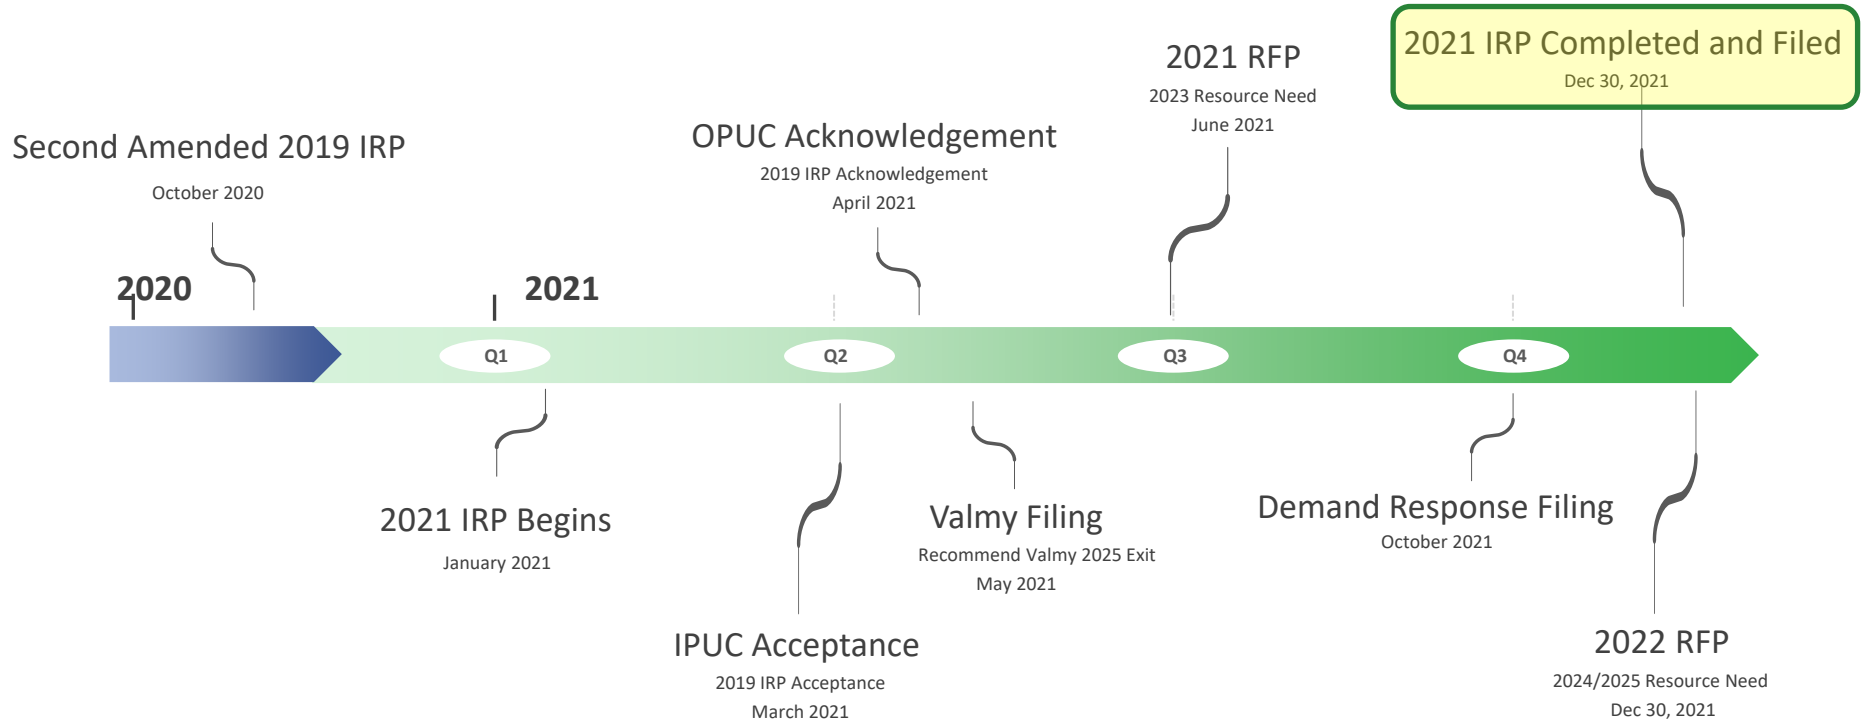 2021 IRP Completed and Filed
Dec 30, 2021
2021 RFP
2023 Resource Need
June 2021
OPUC Acknowledgement
2019 IRP Acknowledgement
April 2021
Second Amended 2019 IRP
October 2020
2020
2021
Q1
Q2
Q3
Q4
2021 IRP Begins
January 2021
IPUC Acceptance
2019 IRP Acceptance
March 2021
Valmy Filing
Recommend Valmy 2025 Exit
May 2021
Demand Response Filing
October 2021
2022 RFP
2024/2025 Resource Need
Dec 30, 2021